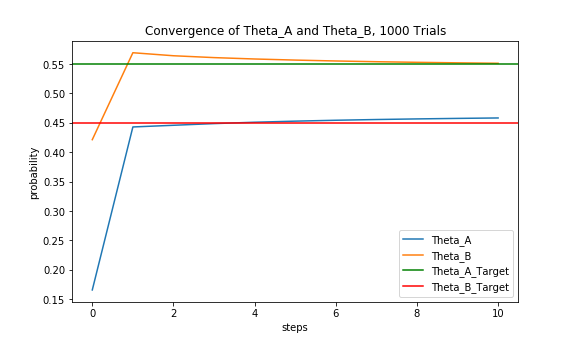 Convergence of Theta_A and Theta_B, 1000 Trials
probability
0.55
0.50
0.45
0.40
0.35
0.30
0.25
0.20
0.15
0 2 4 6 8 10
steps
Theta_A
Theta_B
Theta_A_Target
Theta_B_Target